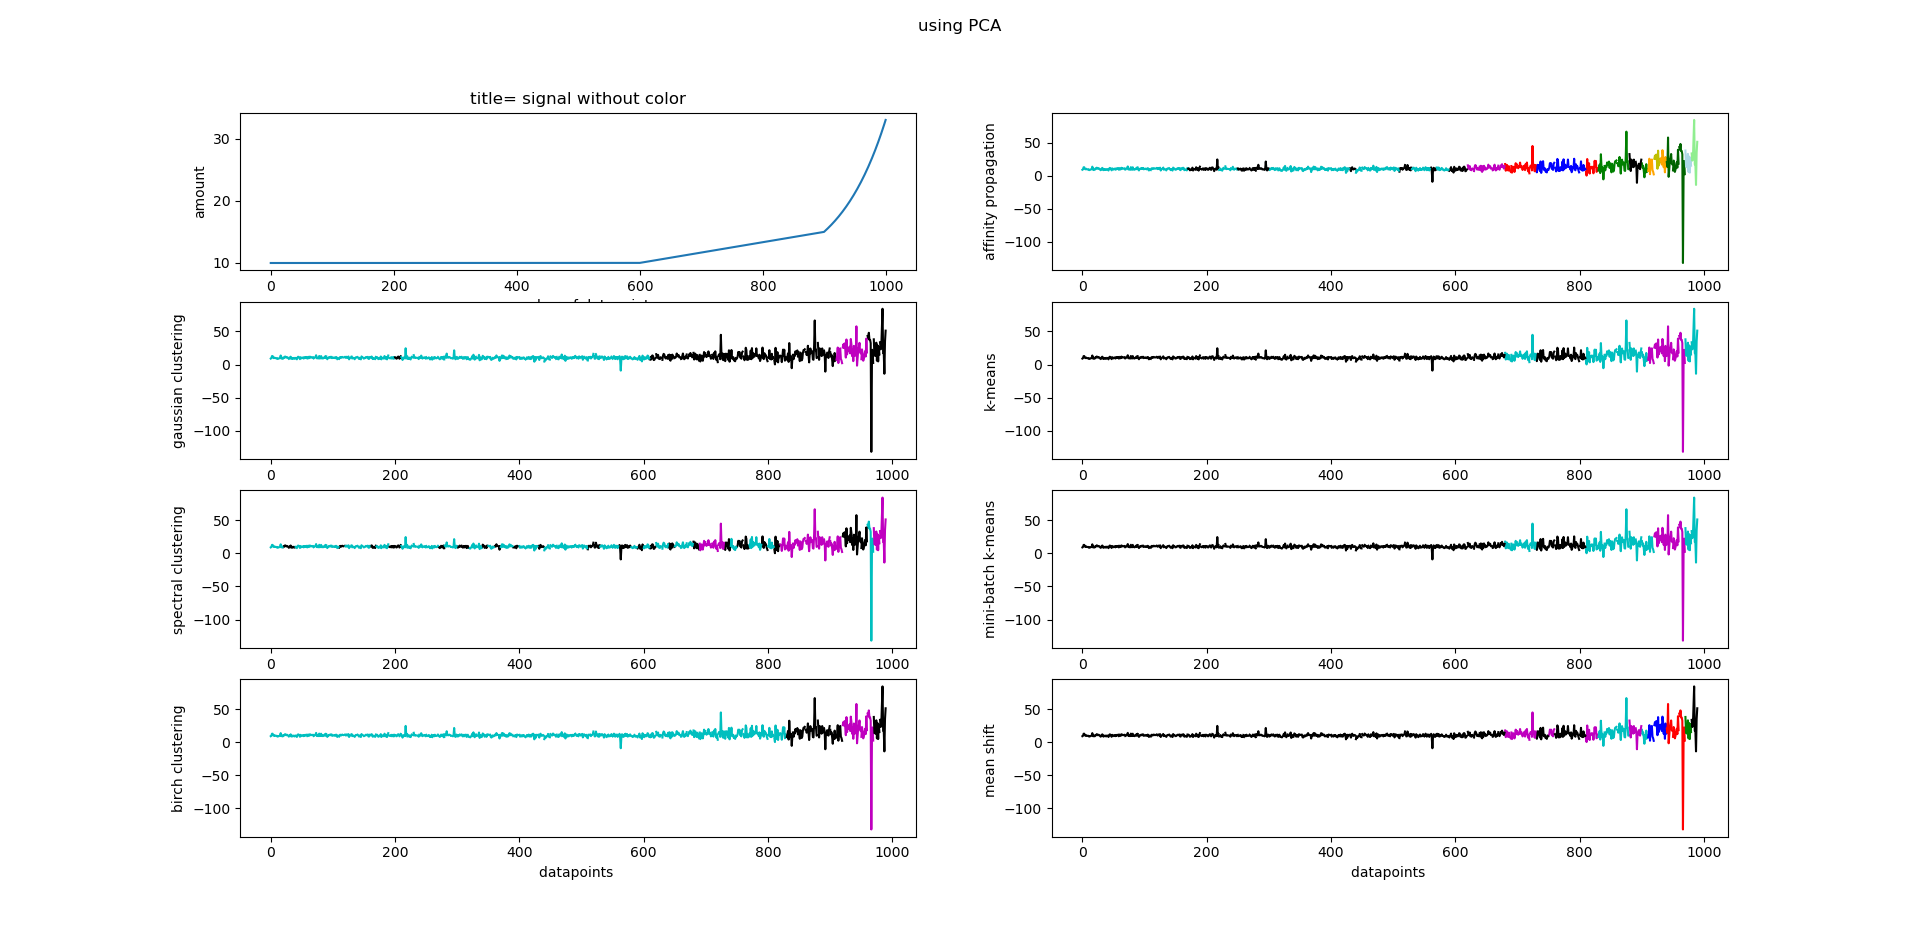 using PCA
title= signal without color
amount
30
20
10
0 200 400 600 800 1000
affinity propagation
50
0
−50
−100
0 200 400 600 800 1000
gaussian clustering
50
0
−50
−100
0 200 400 600 800 1000
k-means
50
0
−50
−100
0 200 400 600 800 1000
spectral clustering
50
0
−50
−100
0 200 400 600 800 1000
mini-batch k-means
50
0
−50
−100
0 200 400 600 800 1000
birch clustering
50
0
−50
−100
0 200 400 600 800 1000
datapoints
mean shift
50
0
−50
−100
0 200 400 600 800 1000
datapoints